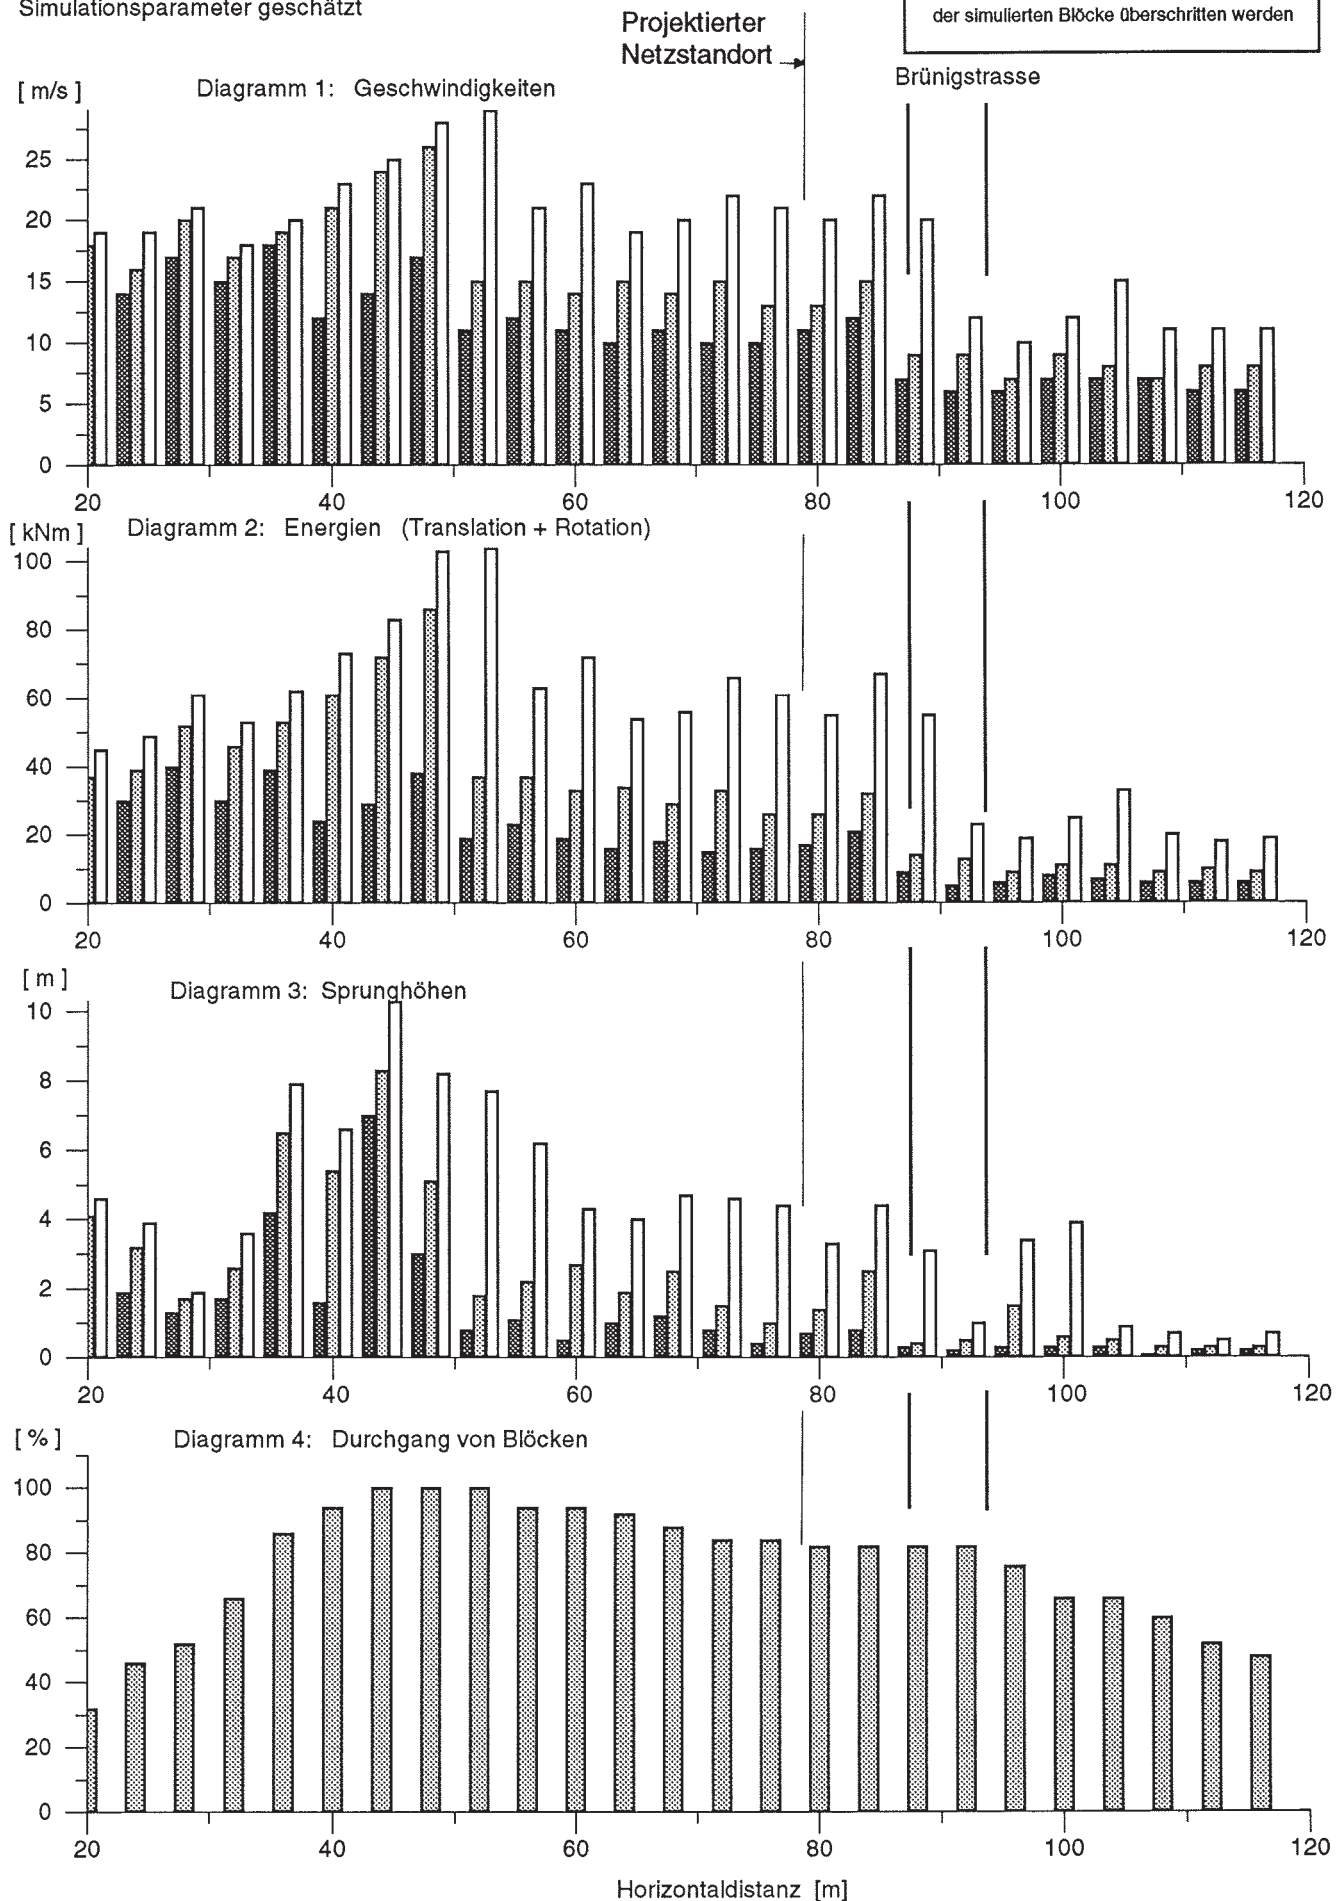 Simulationsparameter geschätzt
der simulierten Blöcke überschritten werden
Projektierter
Netzstandort
Brünigstrasse
[ m/s ]
Diagramm 1: Geschwindigkeiten
25
20
15
10
5
0
20 40 60 80 100 120
[ kNm ]
Diagramm 2: Energien (Translation + Rotation)
100
80
60
40
20
0
20 40 60 80 100 120
[ m ]
Diagramm 3: Sprunghöhen
10
8
6
4
2
0
20 40 60 80 100 120
[ % ]
Diagramm 4: Durchgang von Blöcken
100
80
60
40
20
0
20 40 60 80 100 120
Horizontaldistanz [m]